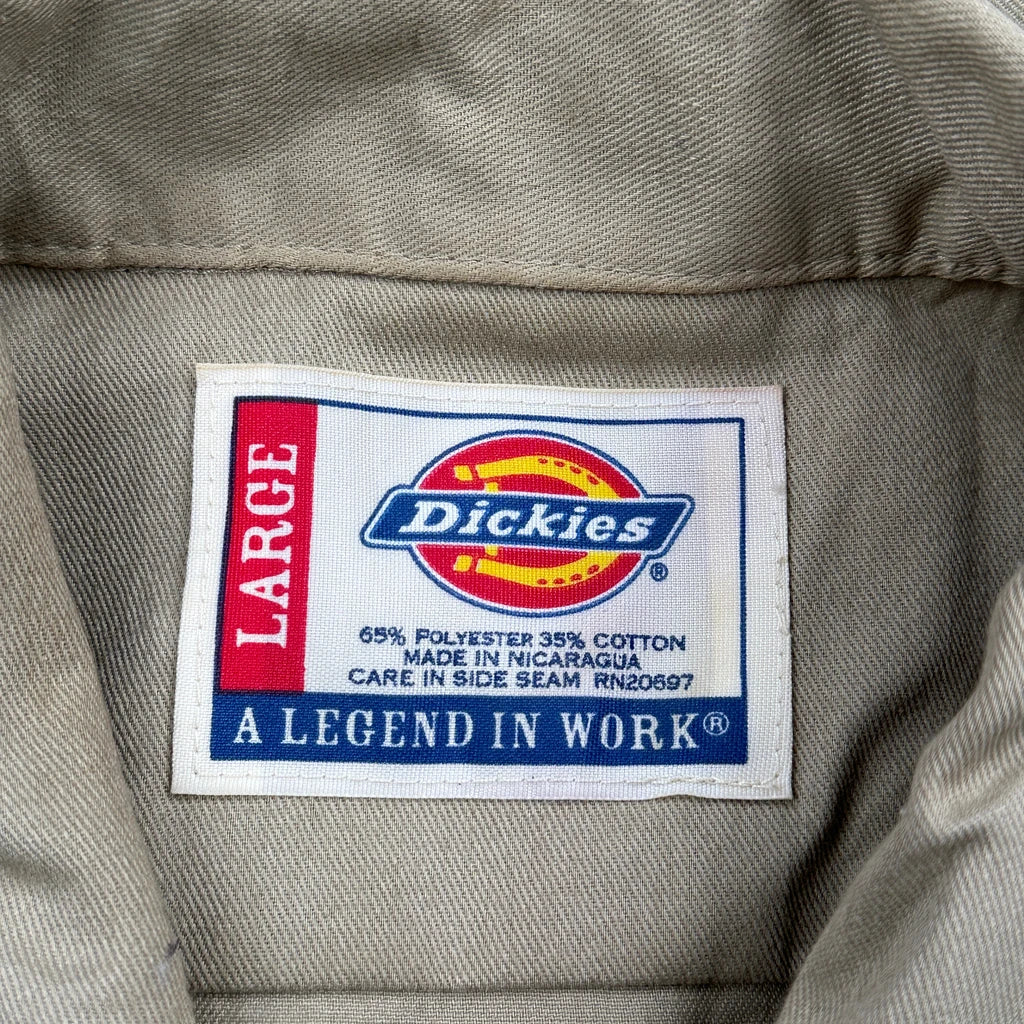 LARGE
Dickies®
65% POLYESTER 35% COTTON
MADE IN NICARAGUA
CARE IN SIDE SEAM RN20697
A LEGEND IN WORK®